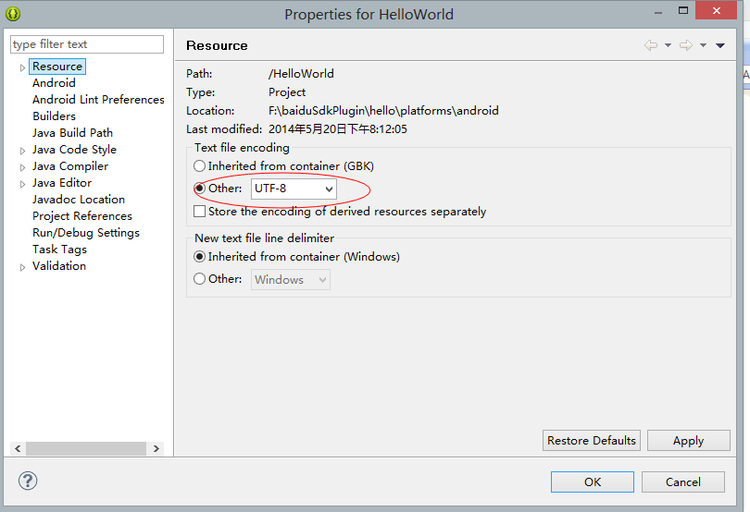 Properties for HelloWorld
type filter text
Resource
Android
Android Lint Preferences
Builders
Java Build Path
Java Code Style
Java Compiler
Java Editor
Javadoc Location
Project References
Run/Debug Settings
Task Tags
Validation
Resource
Path: /HelloWorld
Type: Project
Location: F:\baiduSdkPlugin\hello\platforms\android
Last modified: 2014年5月20日下午8:12:05
Text file encoding
Inherited from container (GBK)
Other: UTF-8
Store the encoding of derived resources separately
New text file line delimiter
Inherited from container (Windows)
Other: Windows
Restore Defaults Apply
? OK Cancel